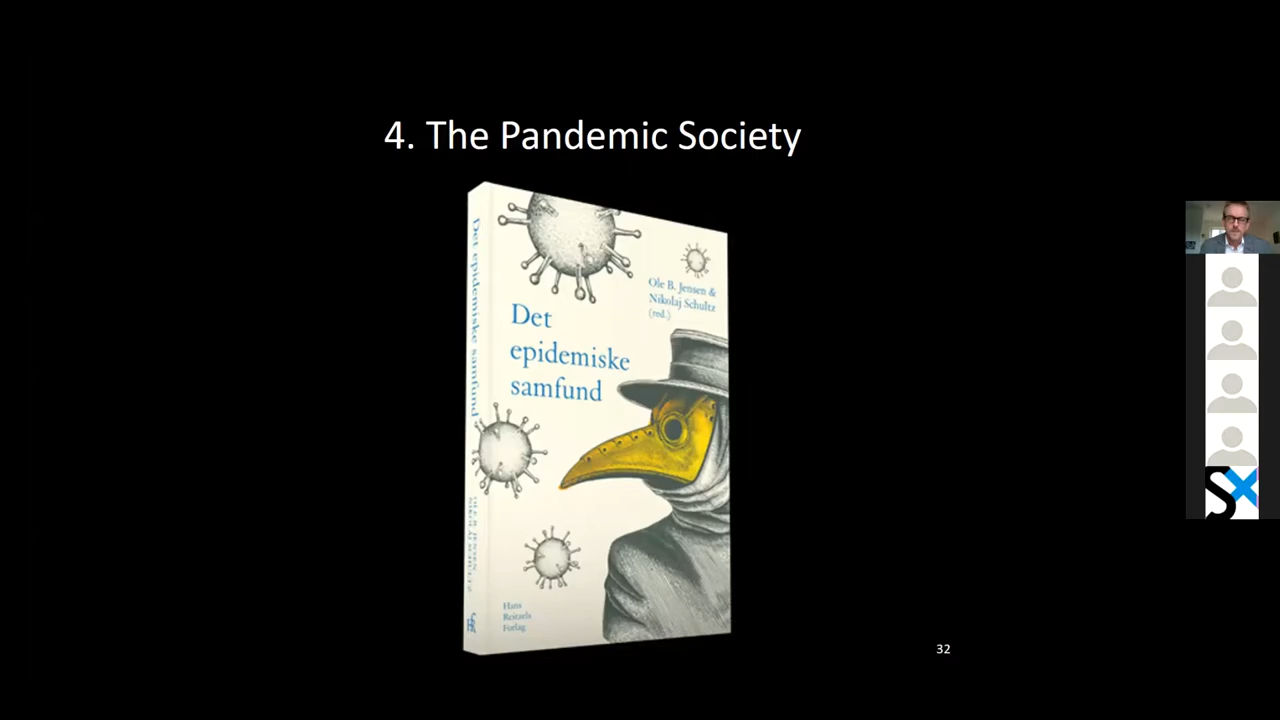 4. The Pandemic Society
Det epidemiske samfund
Ole B. Jensen &
Nikolaj Schultz
(red.)
Det
epidemiske
samfund
Hans
Reitzels
Forlag
32